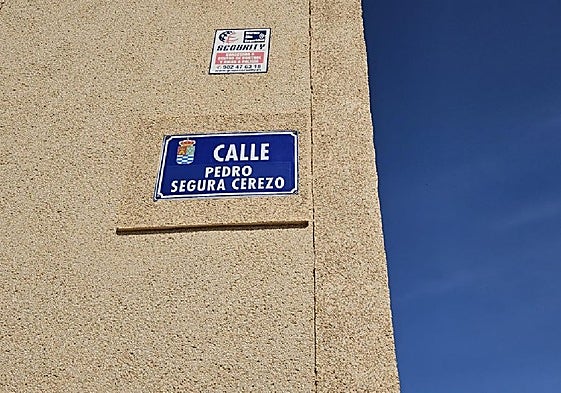 SECURITY
902 47 63 18
CALLE
PEDRO
SEGURA CEREZO